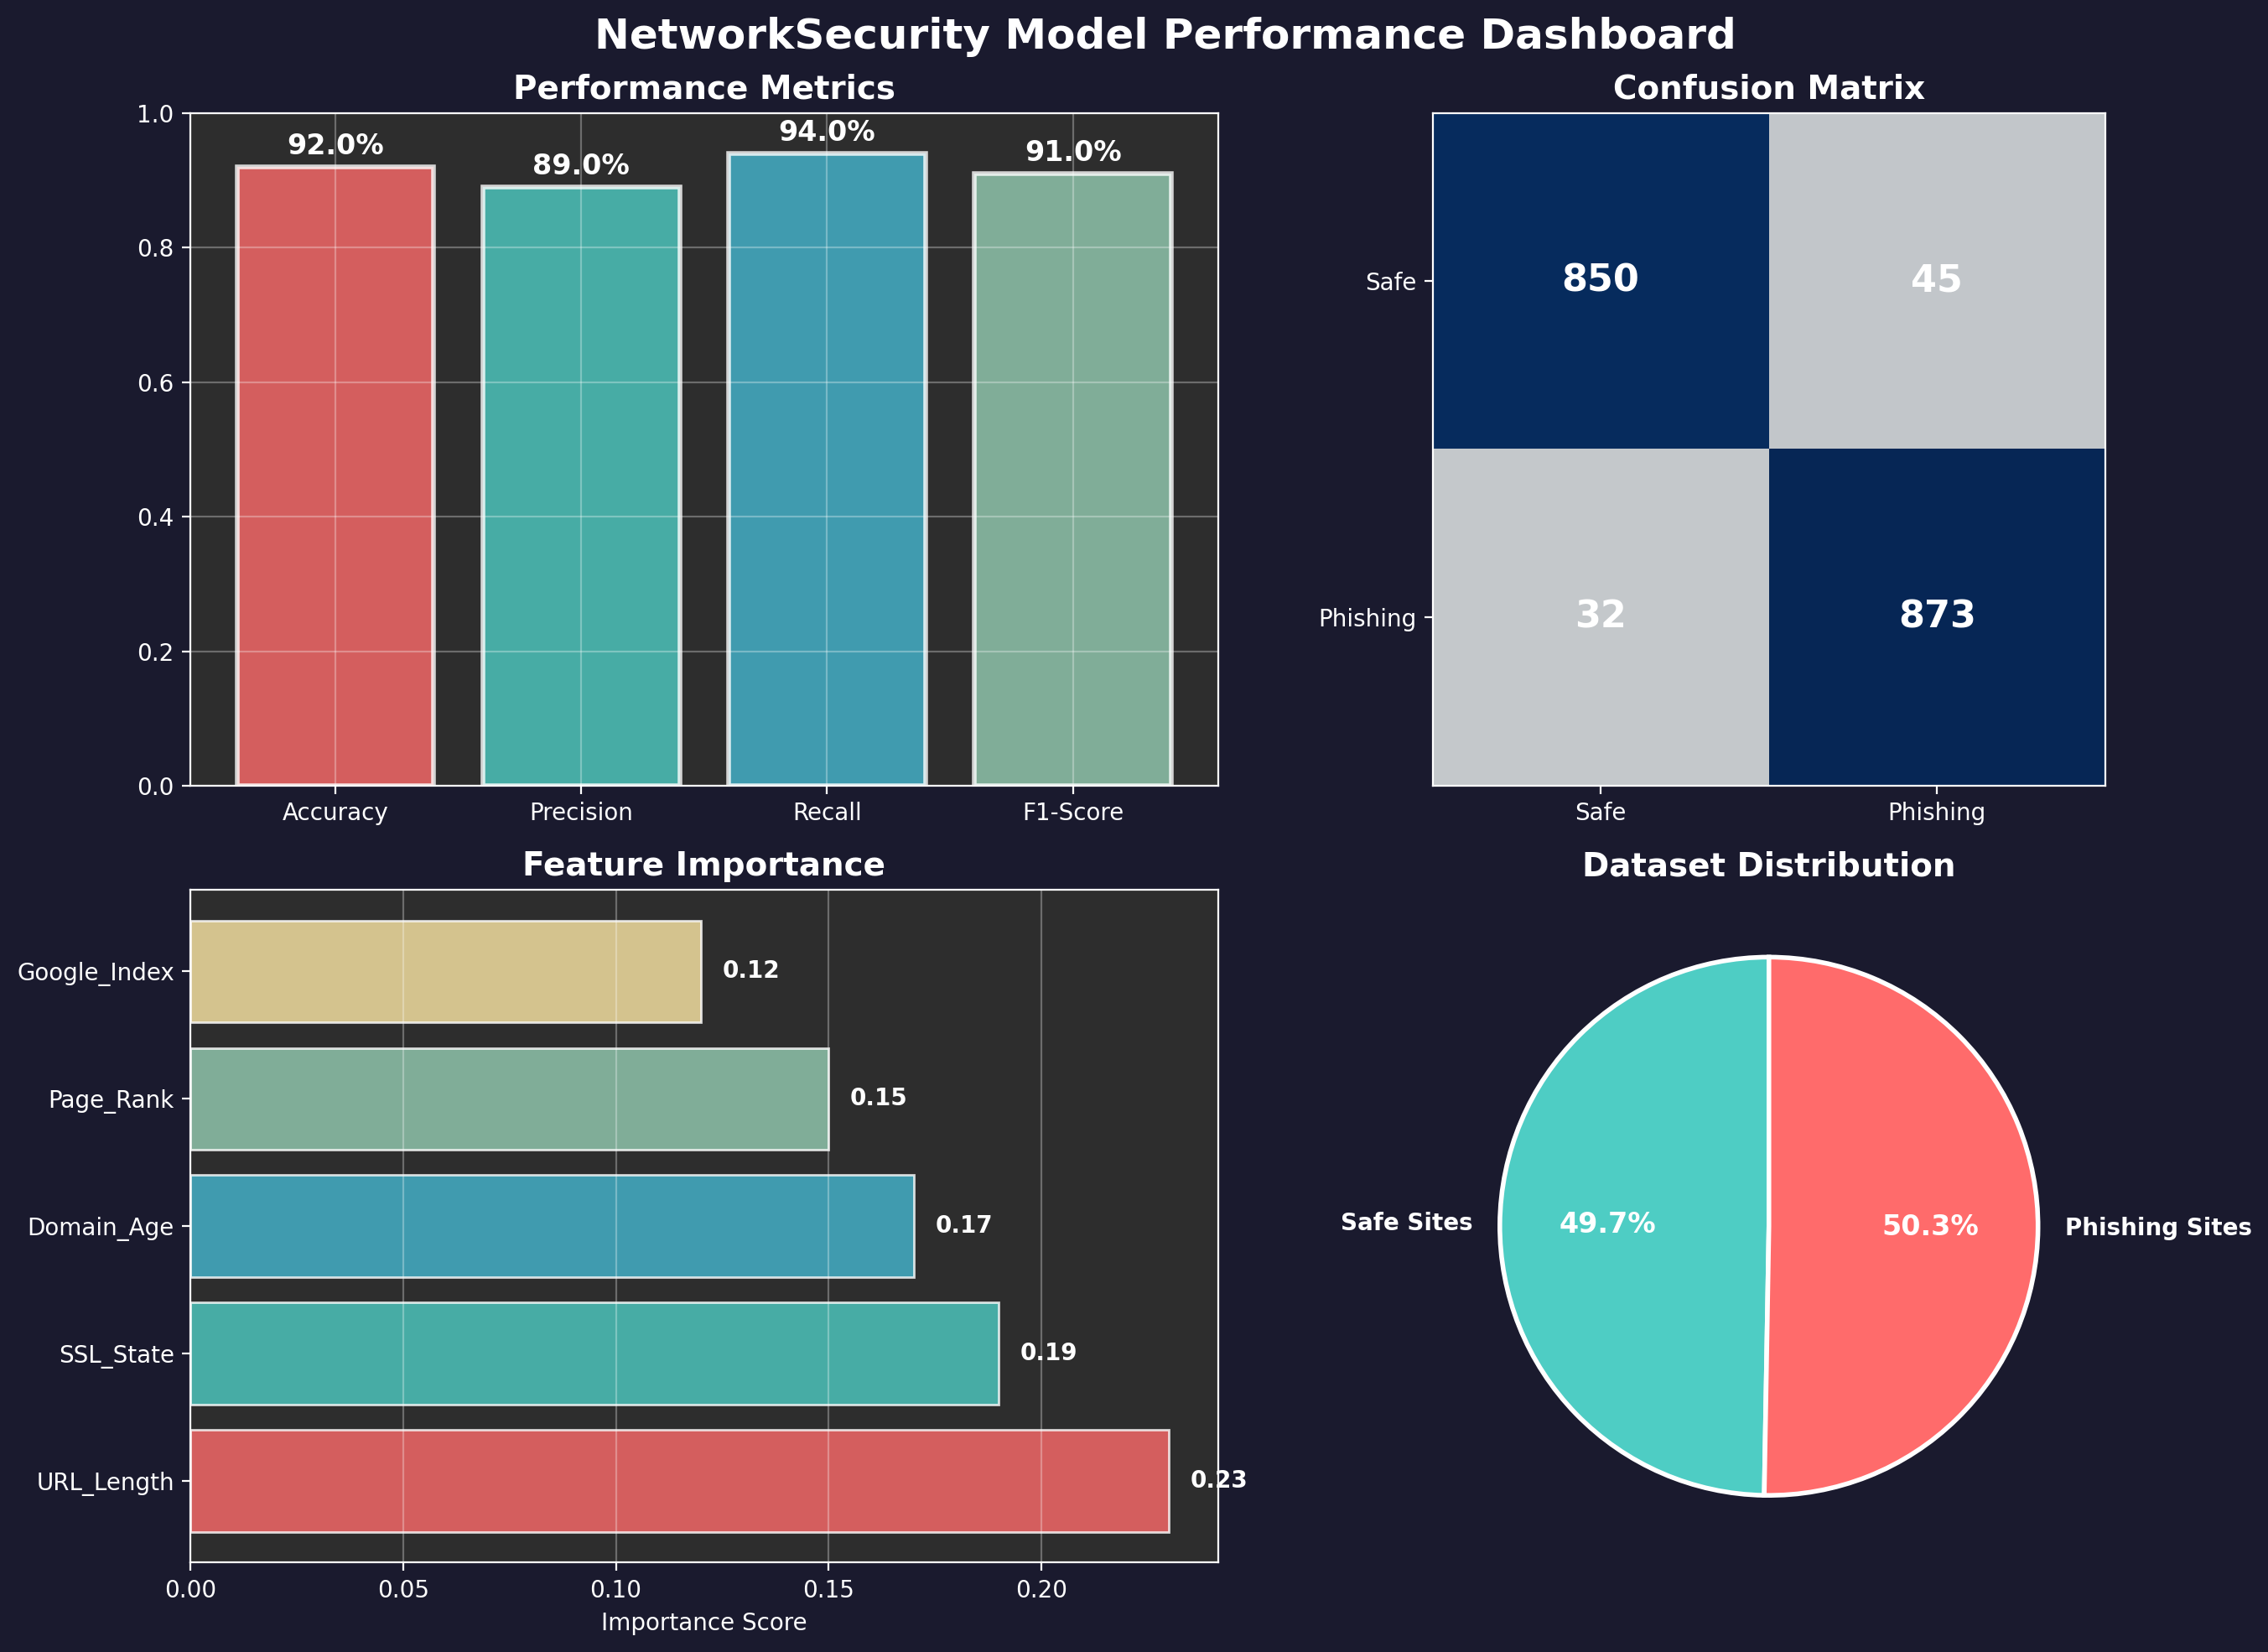 NetworkSecurity Model Performance Dashboard
Performance Metrics
1.0
0.8
0.6
0.4
0.2
0.0
92.0%
89.0%
94.0%
91.0%
Accuracy
Precision
Recall
F1-Score
Confusion Matrix
Safe
850
45
Phishing
32
873
Safe
Phishing
Feature Importance
Google_Index
0.12
Page_Rank
0.15
Domain_Age
0.17
SSL_State
0.19
URL_Length
0.23
0.00
0.05
0.10
0.15
0.20
Importance Score
Dataset Distribution
Safe Sites
49.7%
50.3%
Phishing Sites